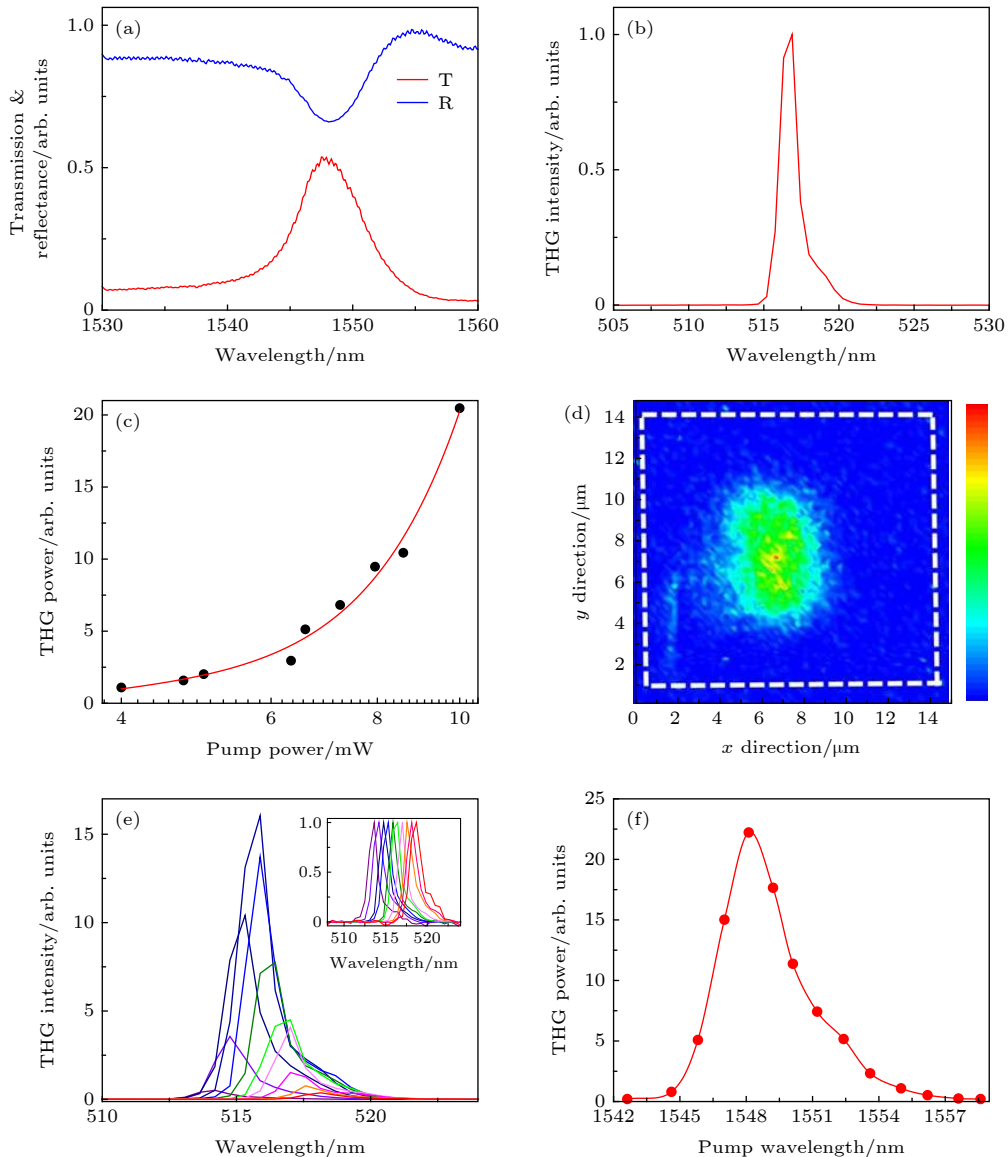 (a)
1.0
0.5
0
T
R
Transmission &
reflectance/arb. units
1530
1540
1550
1560
Wavelength/nm
(b)
1.0
0.5
0
THG intensity/arb. units
505
510
515
520
525
530
Wavelength/nm
(c)
20
15
10
5
0
THG power/arb. units
4
6
8
10
Pump power/mW
(d)
14
12
10
8
6
4
2
y direction/μm
0
2
4
6
8
10
12
14
x direction/μm
(e)
15
10
5
0
THG intensity/arb. units
1.0
0.5
0
510
515
520
Wavelength/nm
510
515
520
Wavelength/nm
(f)
25
20
15
10
5
0
THG power/arb. units
1542
1545
1548
1551
1554
1557
Pump wavelength/nm